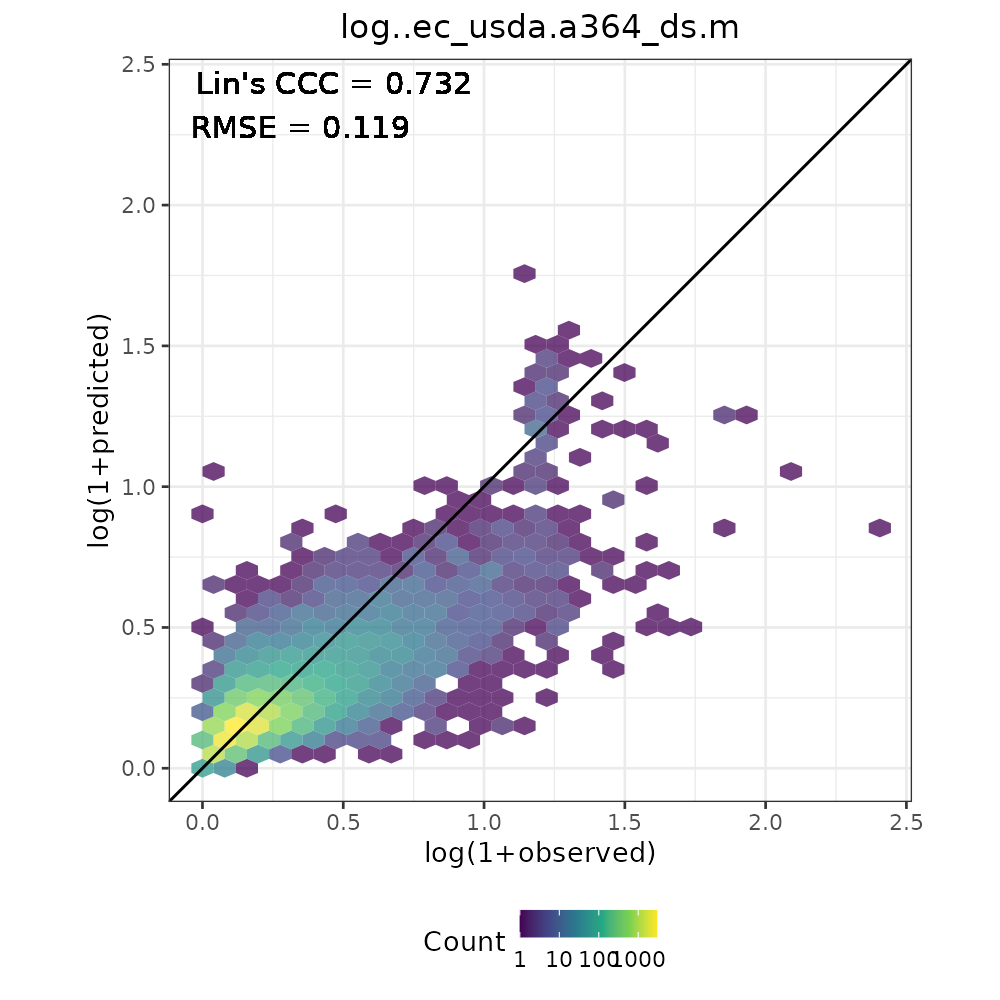 log..ec_usda.a364_ds.m
Lin's CCC = 0.732
RMSE = 0.119
log(1+predicted)
2.5
2.0
1.5
1.0
0.5
0.0
0.0 0.5 1.0 1.5 2.0 2.5
log(1+observed)
Count
1 10 100 1000